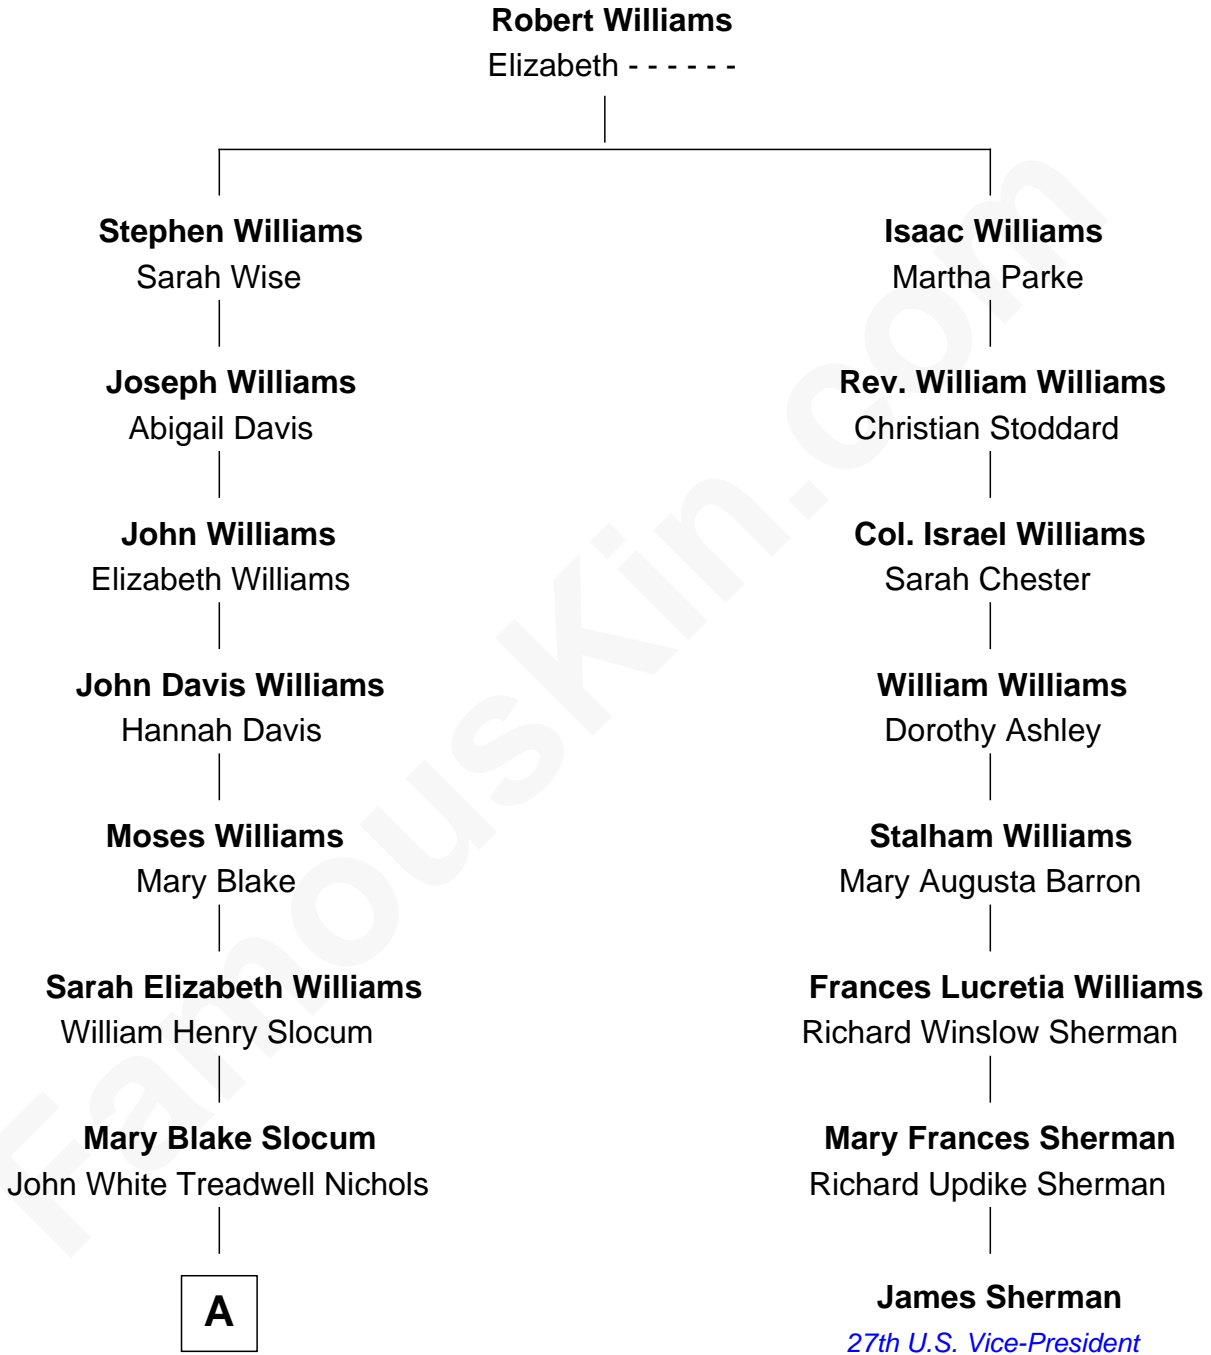 Robert Williams
Elizabeth - - - - - -
Stephen Williams
Sarah Wise
Joseph Williams
Abigail Davis
John Williams
Elizabeth Williams
John Davis Williams
Hannah Davis
Moses Williams
Mary Blake
Sarah Elizabeth Williams
William Henry Slocum
Mary Blake Slocum
John White Treadwell Nichols
A
Isaac Williams
Martha Parke
Rev. William Williams
Christian Stoddard
Col. Israel Williams
Sarah Chester
William Williams
Dorothy Ashley
Stalham Williams
Mary Augusta Barron
Frances Lucretia Williams
Richard Winslow Sherman
Mary Frances Sherman
Richard Updike Sherman
James Sherman
27th U.S. Vice-President
FamousKin.com